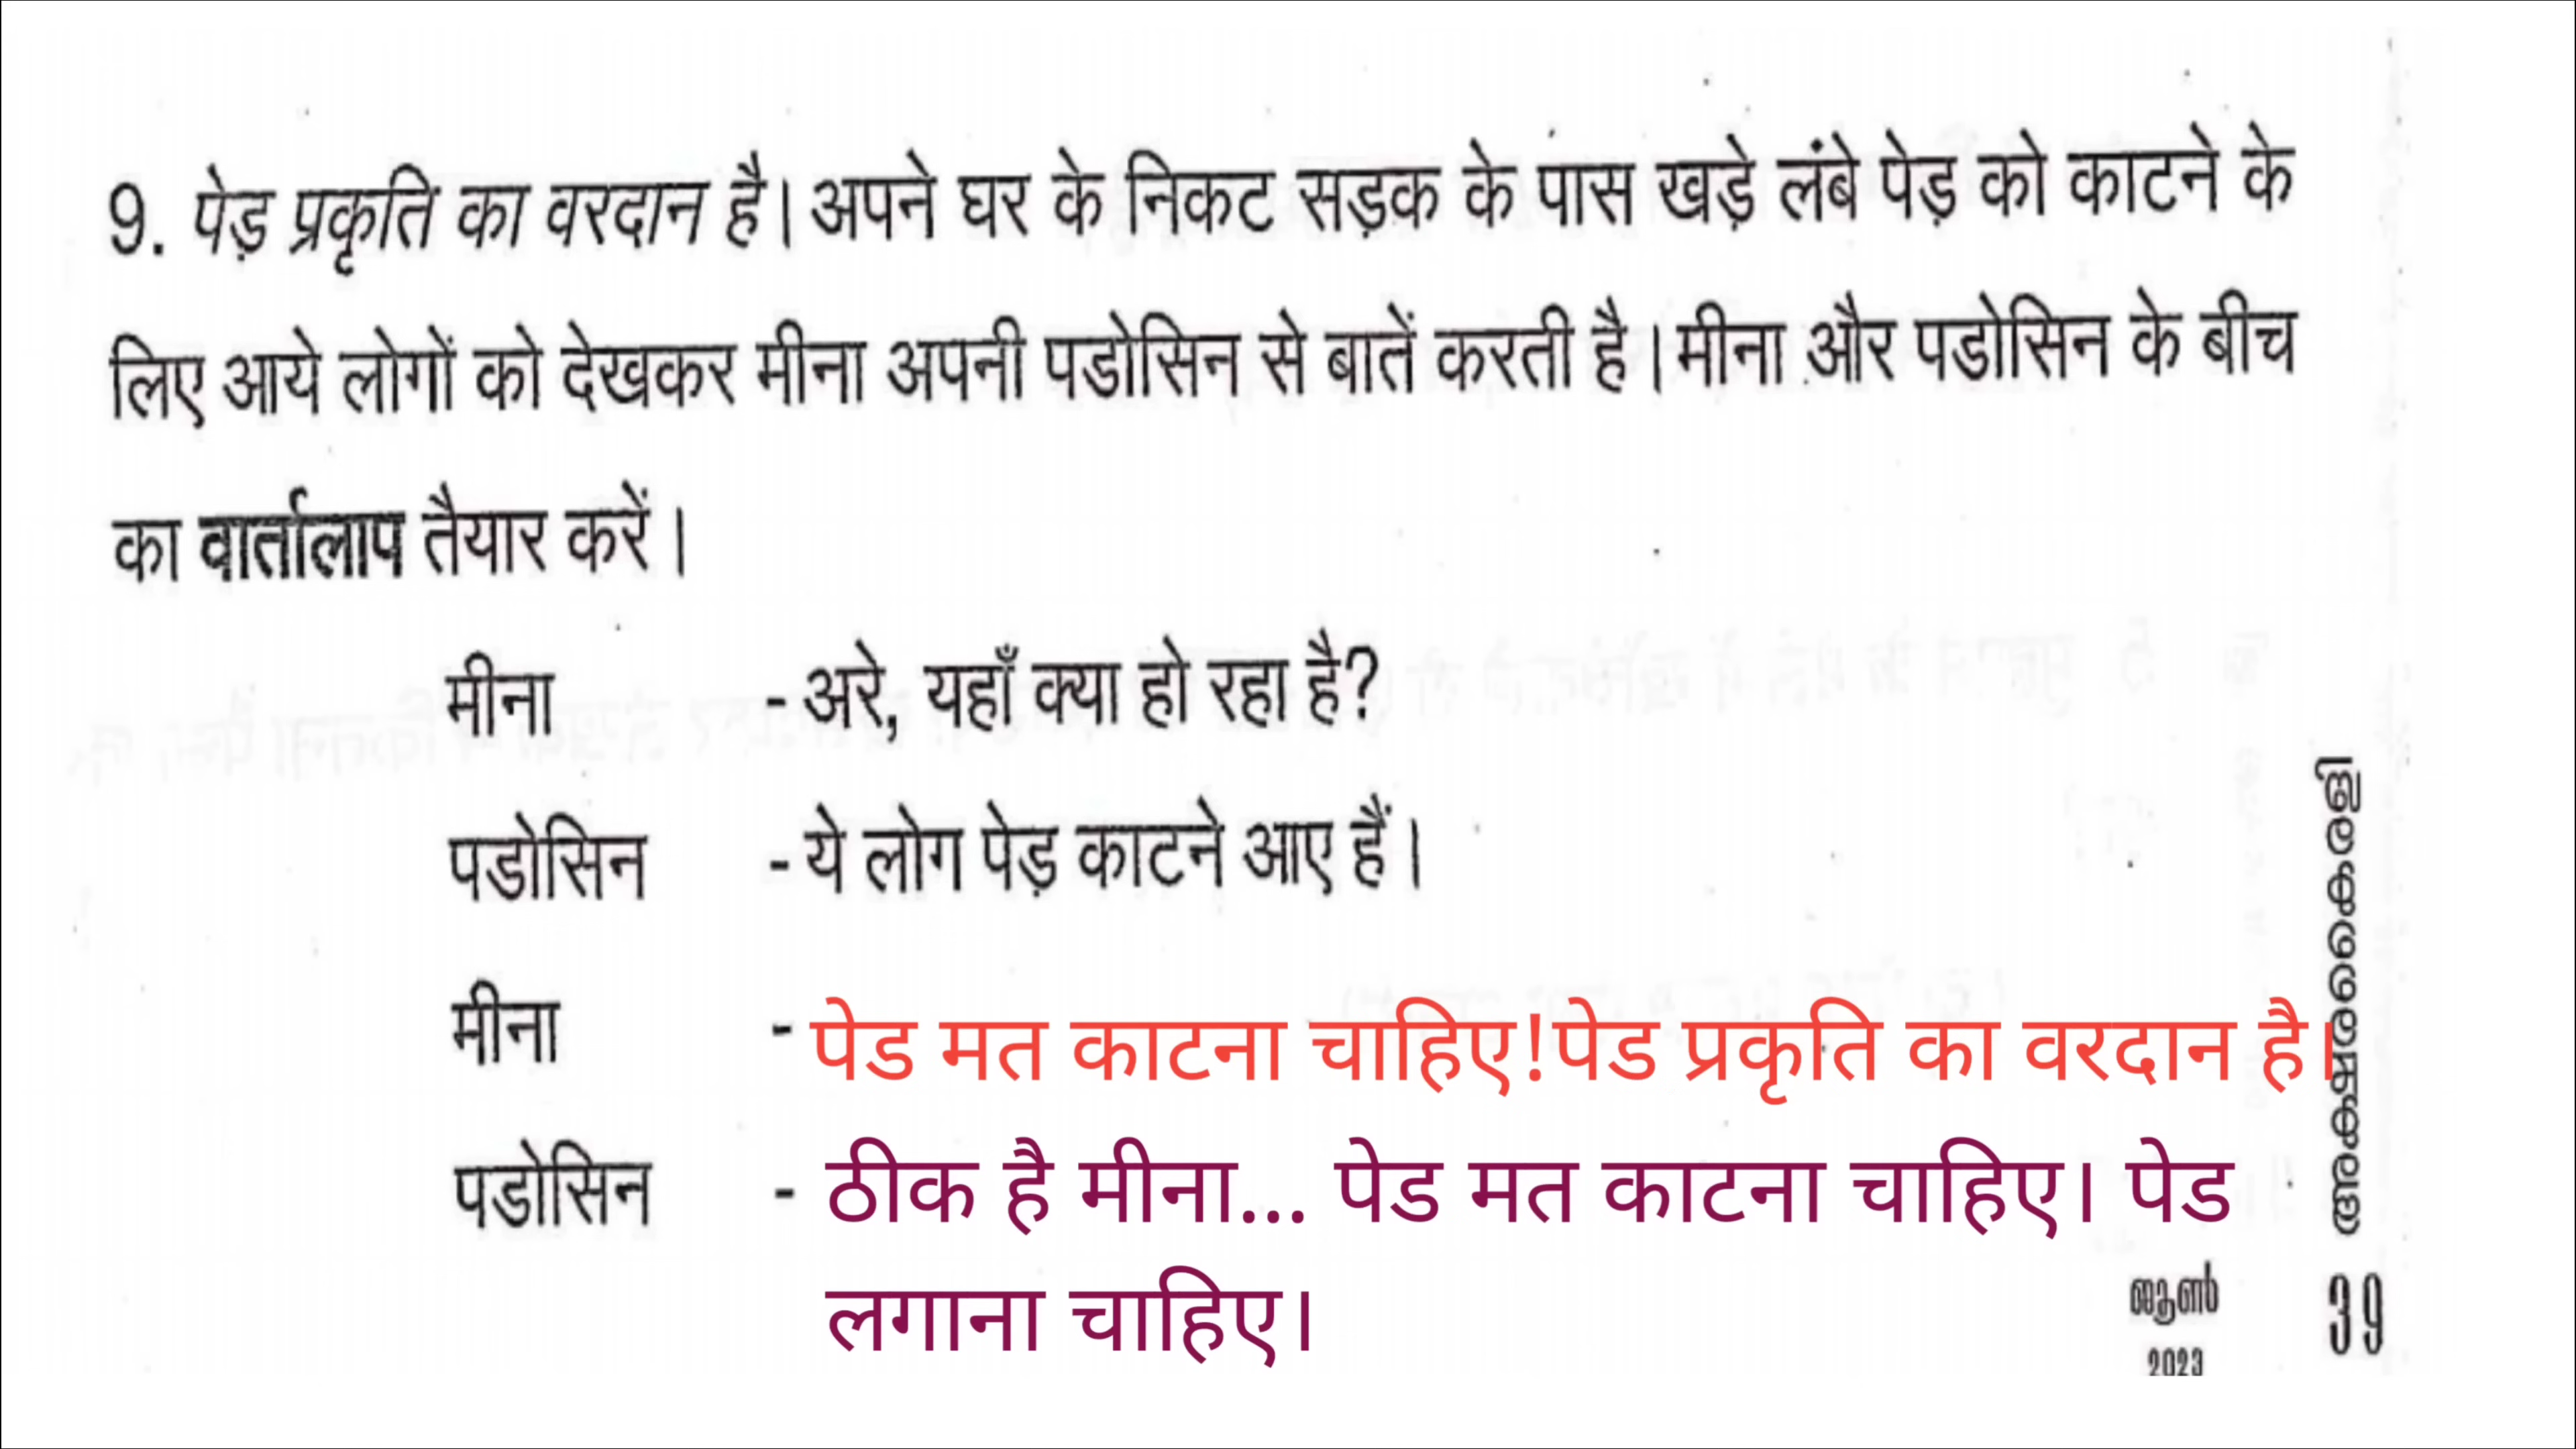 9. पेड़ प्रकृति का वरदान है। अपने घर के निकट सड़क के पास खड़े लंबे पेड़ को काटने के
लिए आये लोगों को देखकर मीना अपनी पडोसिन से बातें करती है। मीना और पडोसिन के बीच
का वार्तालाप तैयार करें।
मीना - अरे, यहाँ क्या हो रहा है?
पडोसिन - ये लोग पेड़ काटने आए हैं।
मीना - पेड मत काटना चाहिए!पेड प्रकृति का वरदान है।
पडोसिन - ठीक है मीना... पेड मत काटना चाहिए। पेड
लगाना चाहिए।
ജൂൺ
2023
39